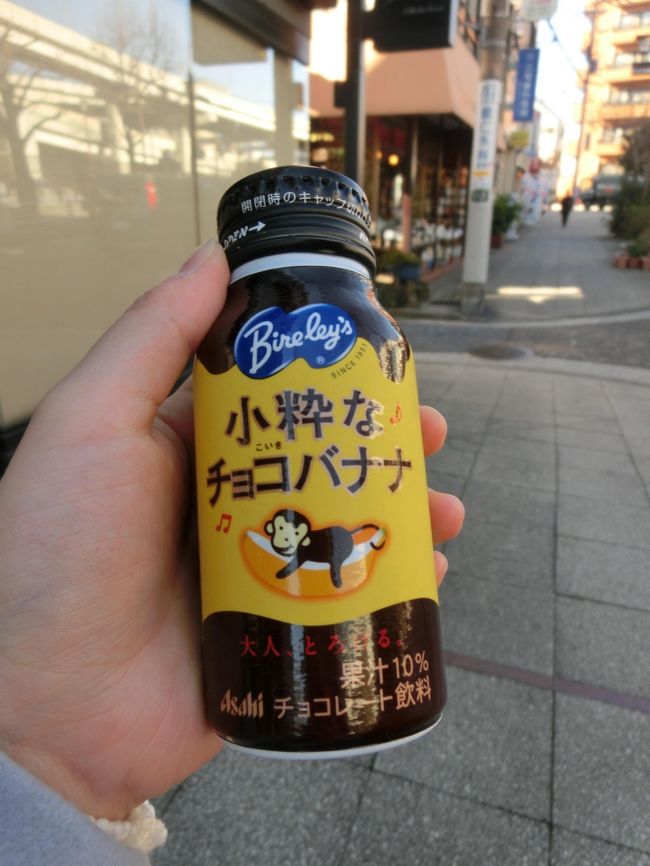 開閉時のキャップ
OPEN→
Bireley's
®
SINCE 1951
小粋な
こいき
チョコバナナ
大人、とろける。
果汁10%
Asahi チョコレート飲料